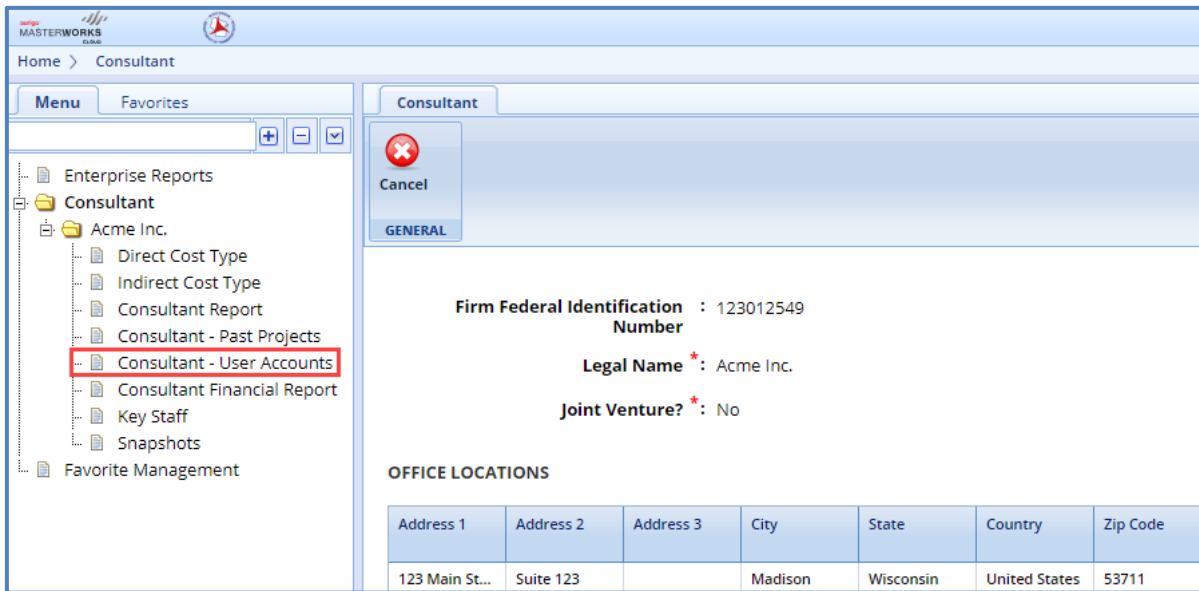 aurigo
MASTERWORKS
CLOUD
Home > Consultant
Menu Favorites
Enterprise Reports
Consultant
Acme Inc.
Direct Cost Type
Indirect Cost Type
Consultant Report
Consultant - Past Projects
Consultant - User Accounts
Consultant Financial Report
Key Staff
Snapshots
Favorite Management
Consultant
Cancel
GENERAL
Firm Federal Identification : 123012549
Number
Legal Name *: Acme Inc.
Joint Venture? *: No
OFFICE LOCATIONS
Address 1 Address 2 Address 3 City State Country Zip Code
123 Main St... Suite 123 Madison Wisconsin United States 53711